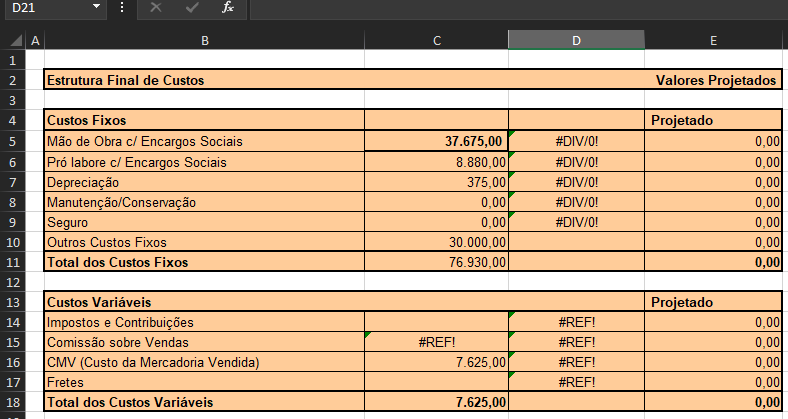 D21 fx
A B C D E
1
2 Estrutura Final de Custos Valores Projetados
3
4 Custos Fixos Projetado
5 Mão de Obra c/ Encargos Sociais 37.675,00 #DIV/0! 0,00
6 Pró labore c/ Encargos Sociais 8.880,00 #DIV/0! 0,00
7 Depreciação 375,00 #DIV/0! 0,00
8 Manutenção/Conservação 0,00 #DIV/0! 0,00
9 Seguro 0,00 #DIV/0! 0,00
10 Outros Custos Fixos 30.000,00 0,00
11 Total dos Custos Fixos 76.930,00 0,00
12
13 Custos Variáveis Projetado
14 Impostos e Contribuições #REF! 0,00
15 Comissão sobre Vendas #REF! #REF! 0,00
16 CMV (Custo da Mercadoria Vendida) 7.625,00 #REF! 0,00
17 Fretes #REF! 0,00
18 Total dos Custos Variáveis 7.625,00 0,00